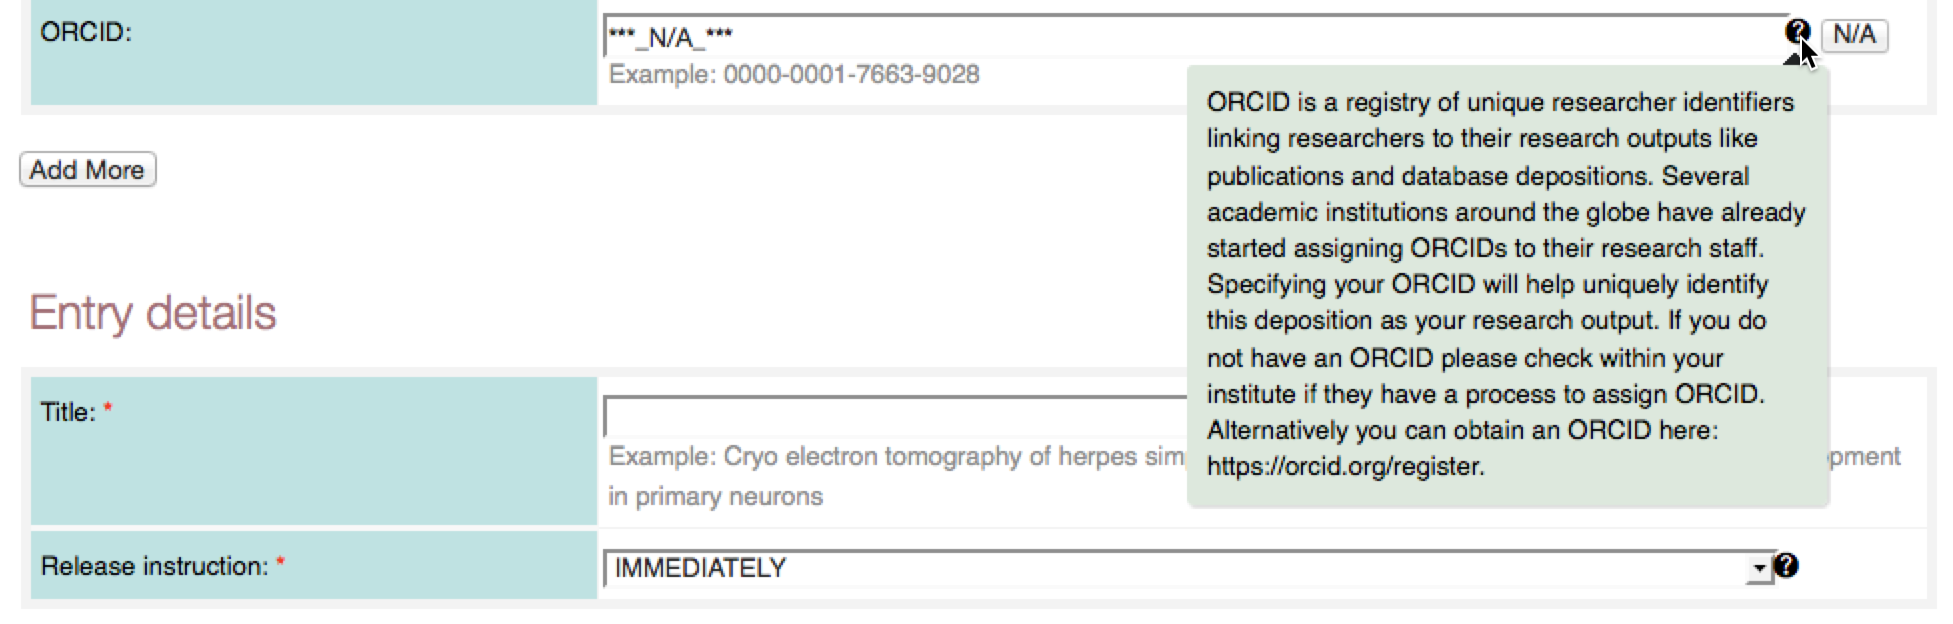 ORCID:
***_N/A_***
? N/A
Example: 0000-0001-7663-9028
ORCID is a registry of unique researcher identifiers
linking researchers to their research outputs like
publications and database depositions. Several
academic institutions around the globe have already
started assigning ORCIDs to their research staff.
Specifying your ORCID will help uniquely identify
this deposition as your research output. If you do
not have an ORCID please check within your
institute if they have a process to assign ORCID.
Alternatively you can obtain an ORCID here:
https://orcid.org/register.
Add More
Entry details
Title: *
Example: Cryo electron tomography of herpes sim
pment
in primary neurons
Release instruction: *
IMMEDIATELY
?